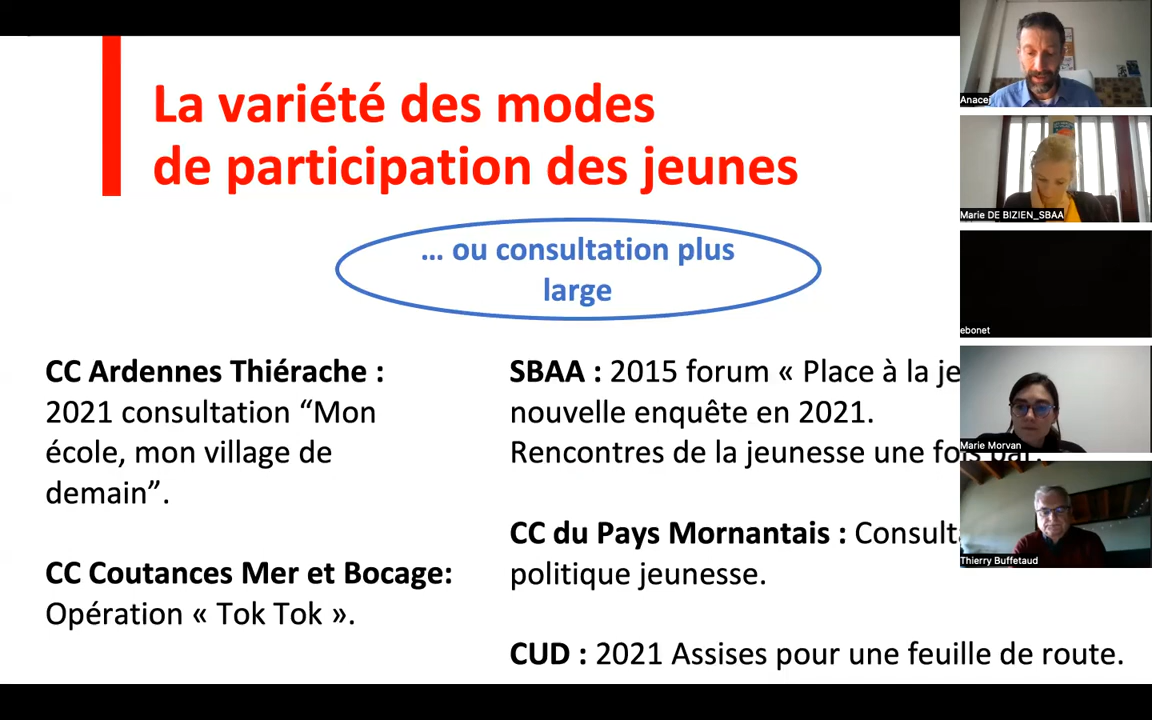 La variété des modes
de participation des jeunes
… ou consultation plus
large
CC Ardennes Thiérache :
2021 consultation “Mon
école, mon village de
demain”.
CC Coutances Mer et Bocage:
Opération « Tok Tok ».
SBAA : 2015 forum « Place à la
nouvelle enquête en 2021.
Rencontres de la jeunesse une fois par.
CC du Pays Mornantais :
politique jeunesse.
CUD : 2021 Assises pour une feuille de route.
Anacej
Marie DE BIZIEN_SBAA
ebonet
Marie Morvan
Thierry Buffetaud